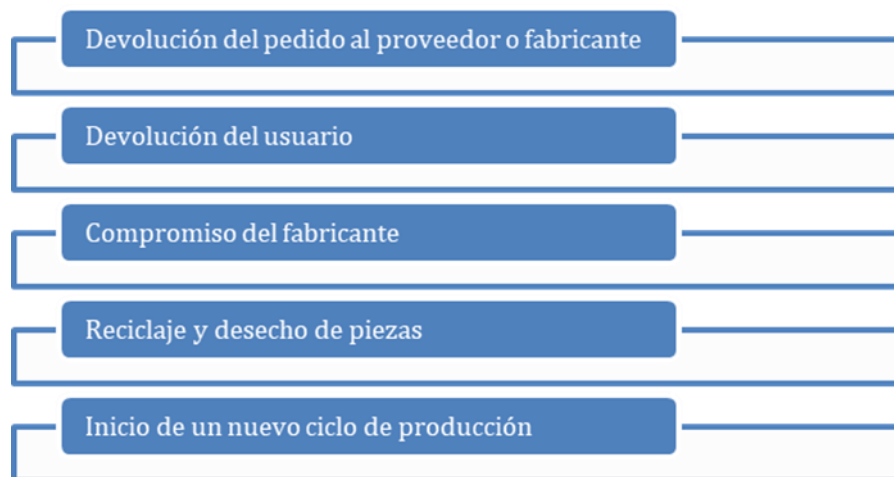 Devolución del pedido al proveedor o fabricante
Devolución del usuario
Compromiso del fabricante
Reciclaje y desecho de piezas
Inicio de un nuevo ciclo de producción